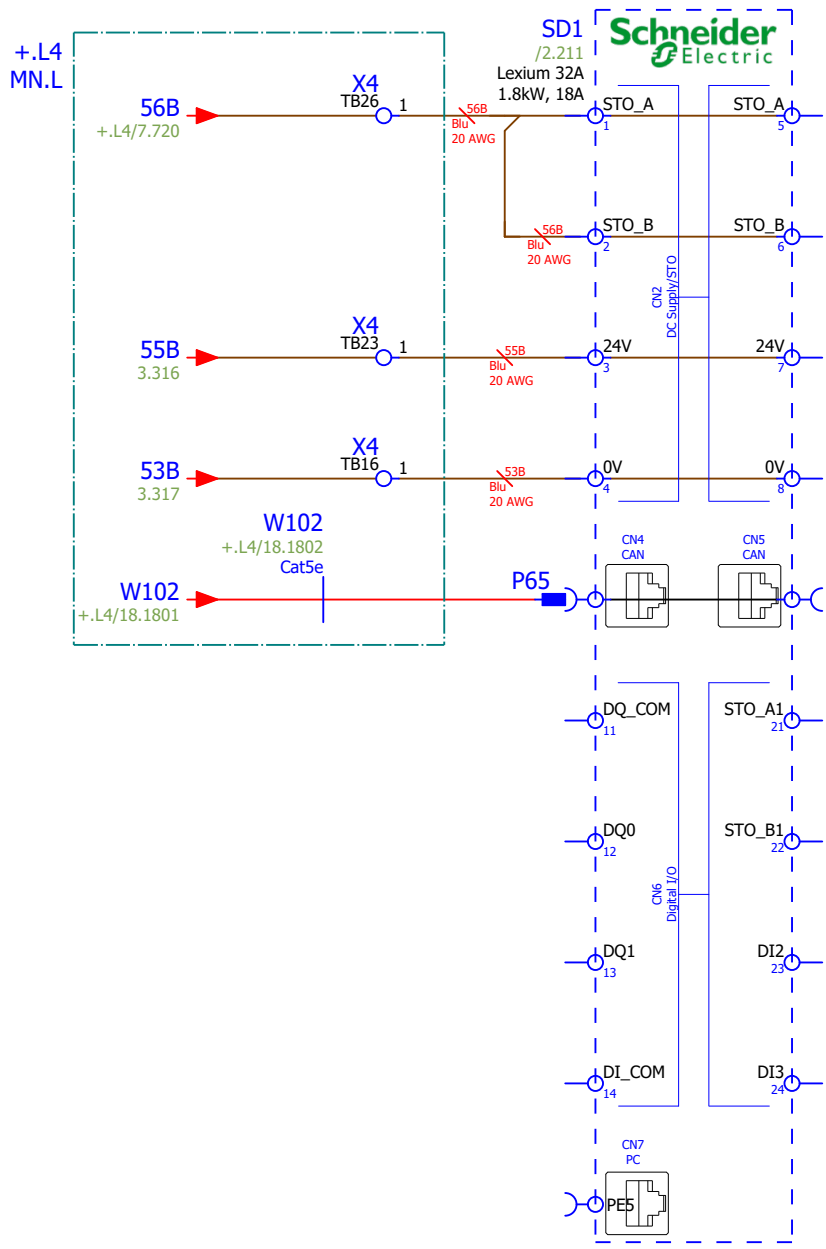 +.L4
MN.L
56B
+.L4/7.720
X4
TB26
1
56B
Blu
20 AWG
SD1
/2.211
Lexium 32A
1.8kW, 18A
Schneider
Electric
STO_A
1
STO_A
5
56B
Blu
20 AWG
STO_B
2
STO_B
6
CN2
DC Supply/STO
55B
3.316
X4
TB23
1
55B
Blu
20 AWG
24V
3
24V
7
53B
3.317
X4
TB16
1
53B
Blu
20 AWG
0V
4
0V
8
W102
+.L4/18.1802
Cat5e
W102
+.L4/18.1801
P65
CN4
CAN
CN5
CAN
DQ_COM
11
STO_A1
21
DQ0
12
STO_B1
22
CN6
Digital I/O
DQ1
13
DI2
23
DI_COM
14
DI3
24
CN7
PC
PE5